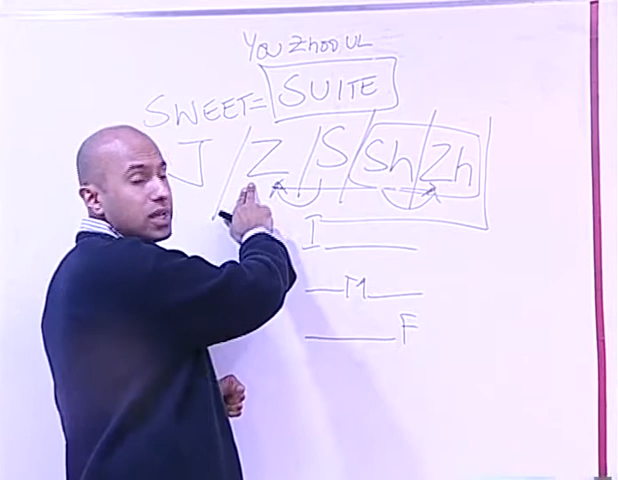 YOU ZhOO UL
SWEET= SUITE
J / Z / S / Sh / Zh
I
M
F